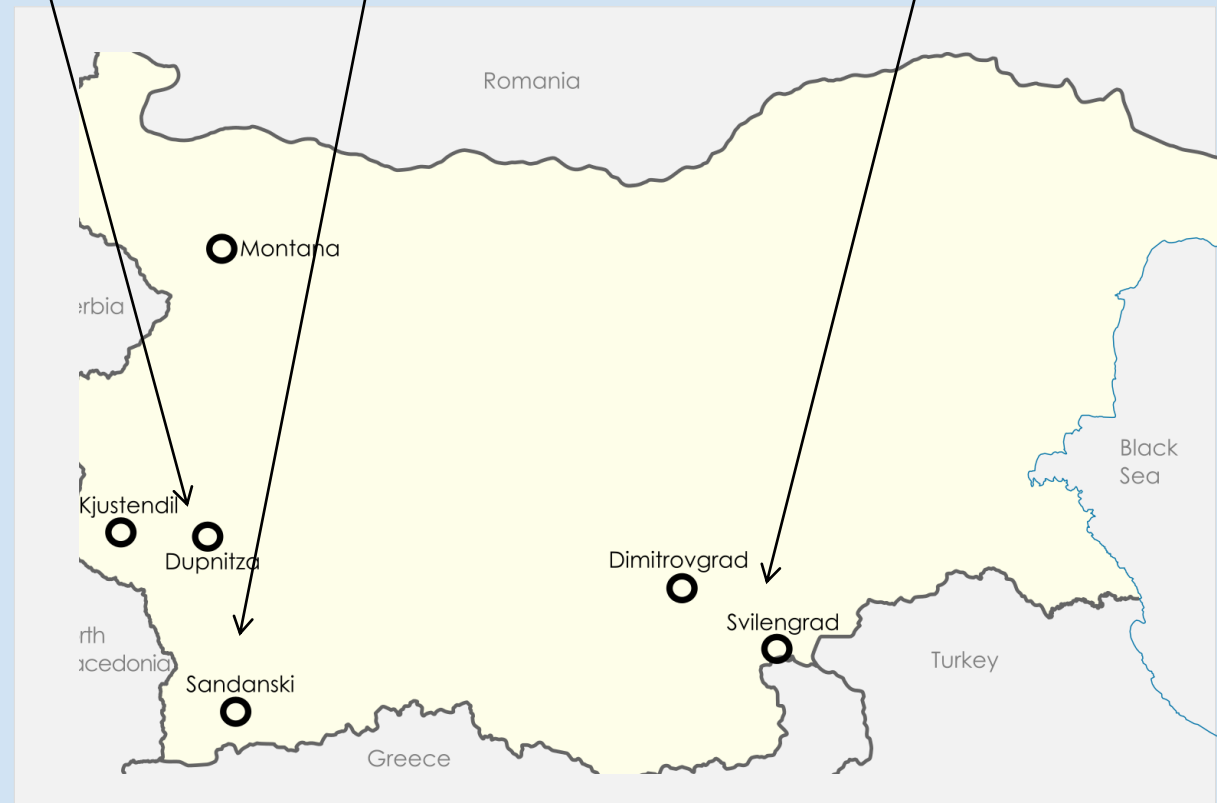 Romania
Montana
erbia
Black
Sea
Kjustendil
Dupnitza
Dimitrovgrad
Svilengrad
rth
acedonia
Turkey
Sandanski
Greece